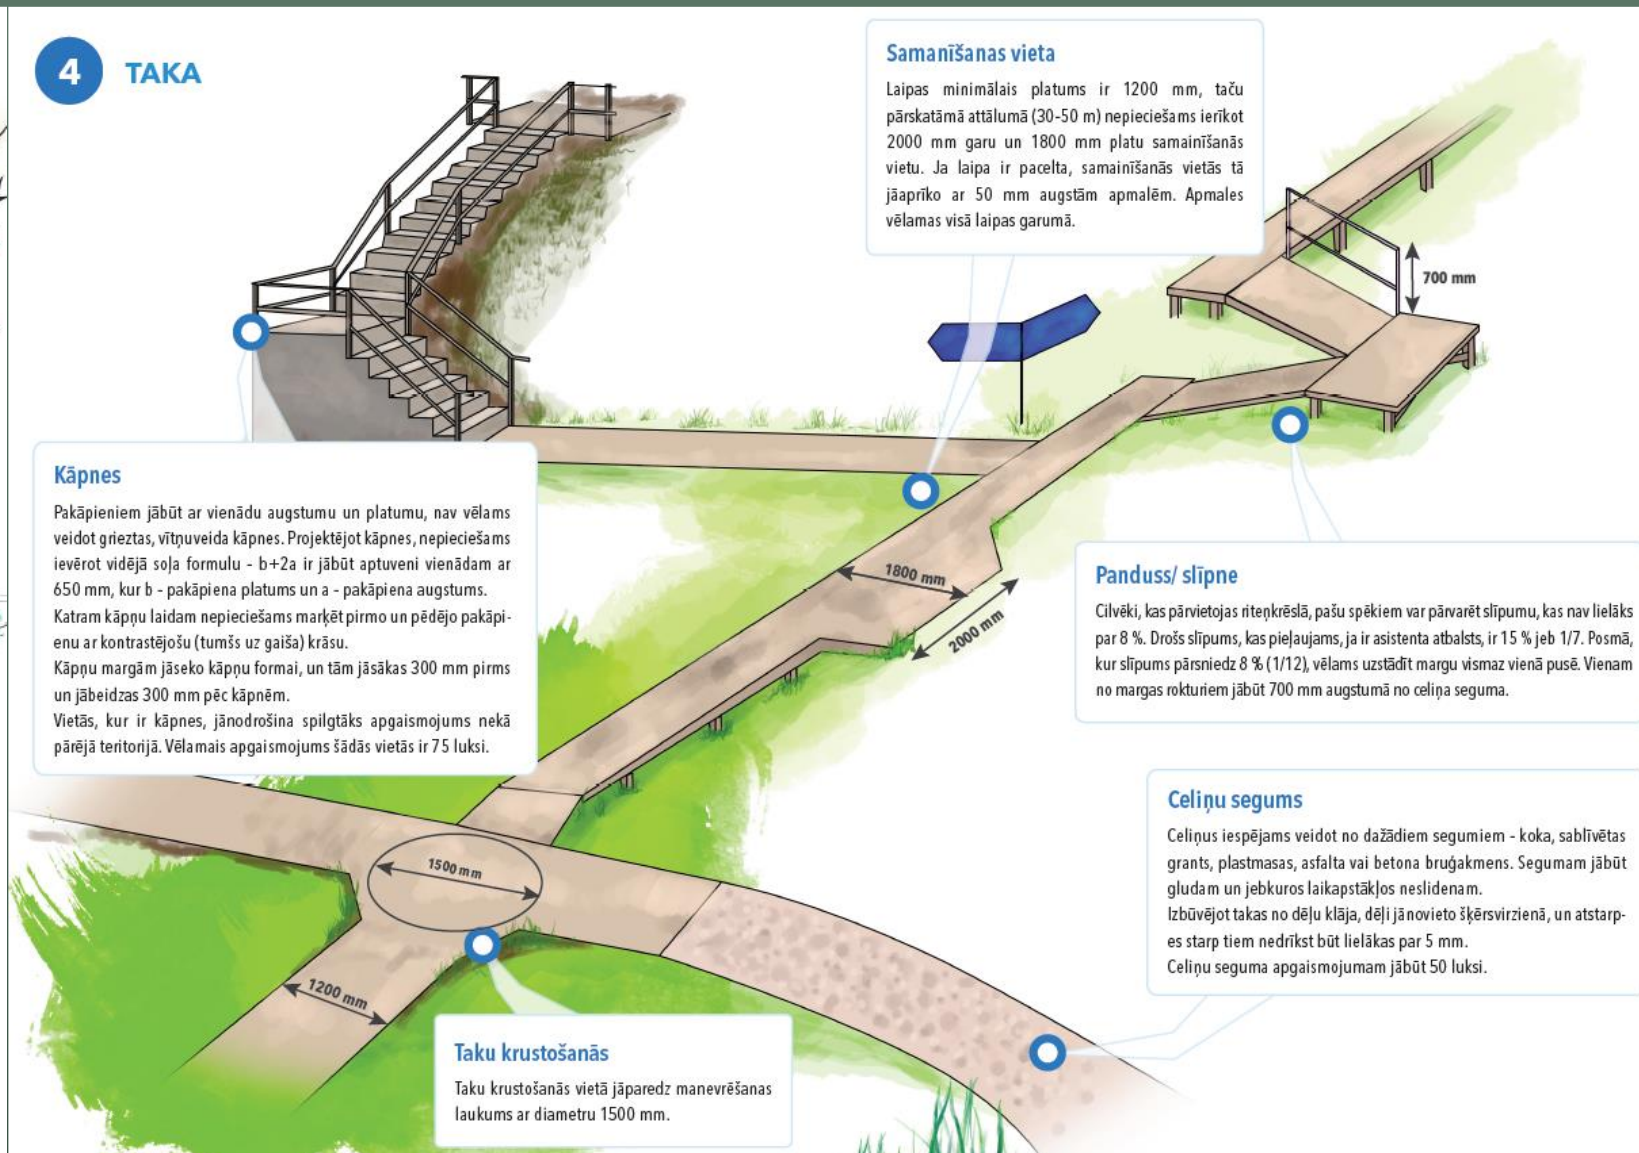 4 TAKA
Samanīšanas vieta
Laipas minimālais platums ir 1200 mm, taču
pārskatāmā attālumā (30-50 m) nepieciešams ierīkot
2000 mm garu un 1800 mm platu samainīšanās
vietu. Ja laipa ir pacelta, samainīšanās vietās tā
jāaprīko ar 50 mm augstām apmalēm. Apmales
vēlamas visā laipas garumā.
700 mm
Kāpnes
Pakāpieniem jābūt ar vienādu augstumu un platumu, nav vēlams
veidot grieztas, vītņuveida kāpnes. Projektējot kāpnes, nepieciešams
ievērot vidējā soļa formulu - b+2a ir jābūt aptuveni vienādam ar
650 mm, kur b - pakāpiena platums un a - pakāpiena augstums.
Katram kāpņu laidam nepieciešams marķēt pirmo un pēdējo pakāpi-
enu ar kontrastējošu (tumšs uz gaiša) krāsu.
Kāpņu margām jāseko kāpņu formai, un tām jāsākas 300 mm pirms
un jābeidzas 300 mm pēc kāpnēm.
Vietās, kur ir kāpnes, jānodrošina spilgtāks apgaismojums nekā
pārējā teritorijā. Vēlamais apgaismojums šādās vietās ir 75 luksi.
1800 mm
2000 mm
Panduss/ slīpne
Cilvēki, kas pārvietojas riteņkrēslā, pašu spēkiem var pārvarēt slīpumu, kas nav lielāks
par 8 %. Drošs slīpums, kas pieļaujams, ja ir asistenta atbalsts, ir 15 % jeb 1/7. Posmā,
kur slīpums pārsniedz 8 % (1/12), vēlams uzstādīt margu vismaz vienā pusē. Vienam
no margas rokturiem jābūt 700 mm augstumā no celiņa seguma.
Celiņu segums
Celiņus iespējams veidot no dažādiem segumiem - koka, sablīvētas
grants, plastmasas, asfalta vai betona bruģakmens. Segumam jābūt
gludam un jebkuros laikapstākļos neslidenam.
Izbūvējot takas no dēļu klāja, dēļi jānovieto šķērsvirzienā, un atstarp-
es starp tiem nedrīkst būt lielākas par 5 mm.
Celiņu seguma apgaismojumam jābūt 50 luksi.
1500 mm
1200 mm
Taku krustošanās
Taku krustošanās vietā jāparedz manevrēšanas
laukums ar diametru 1500 mm.